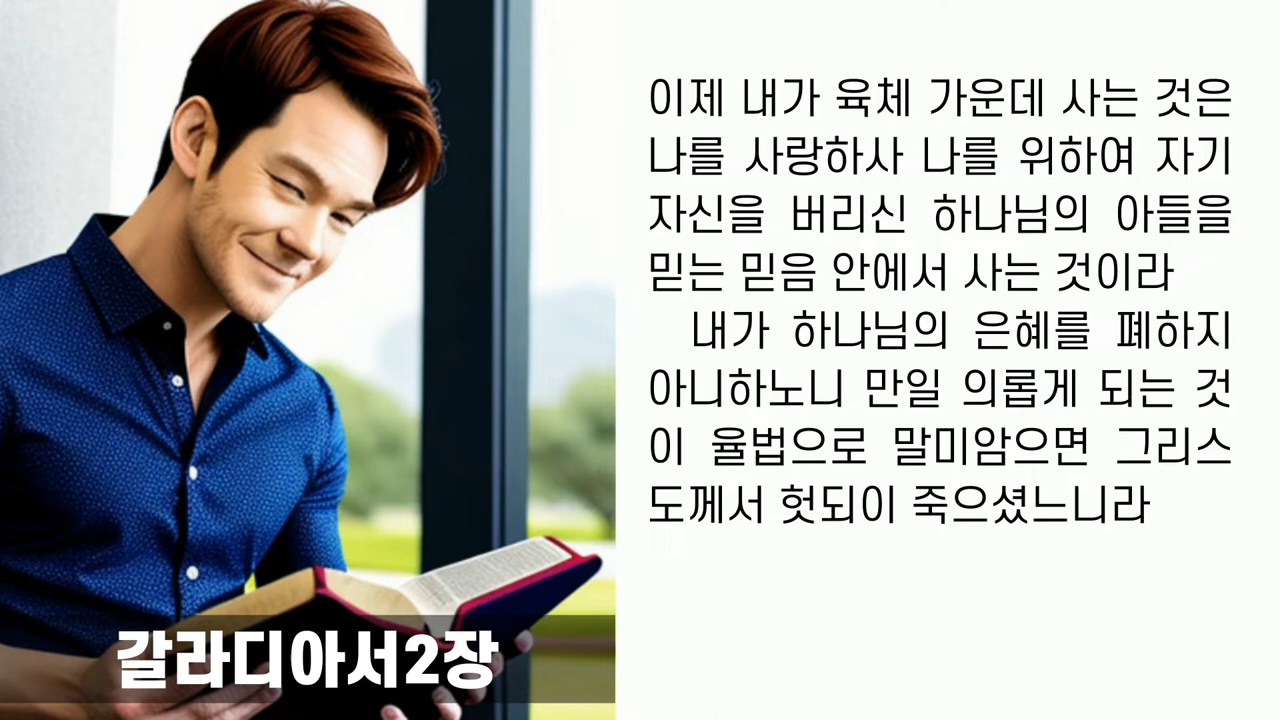 이제 내가 육체 가운데 사는 것은
나를 사랑하사 나를 위하여 자기
자신을 버리신 하나님의 아들을
믿는 믿음 안에서 사는 것이라
내가 하나님의 은혜를 폐하지
아니하노니 만일 의롭게 되는 것
이 율법으로 말미암으면 그리스
도께서 헛되이 죽으셨느니라
갈라디아서2장